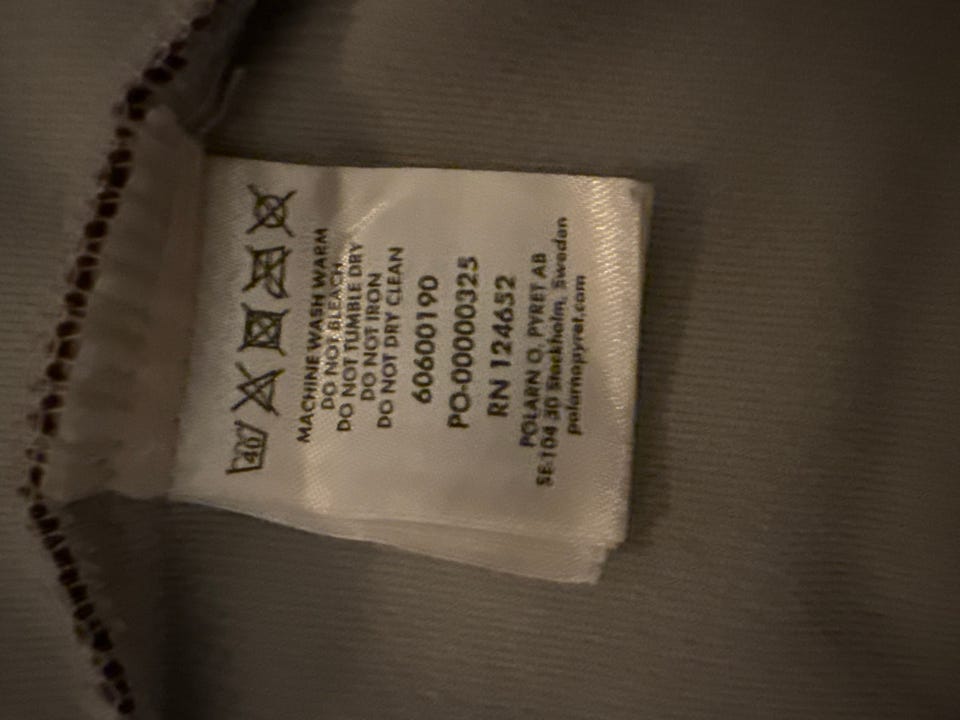 40
MACHINE WASH WARM
DO NOT BLEACH
DO NOT TUMBLE DRY
DO NOT IRON
DO NOT DRY CLEAN
60600190
PO-00000325
RN 124652
POLARN O. PYRET AB
SE-104 30 Stockholm, Sweden
polarnopyret.com